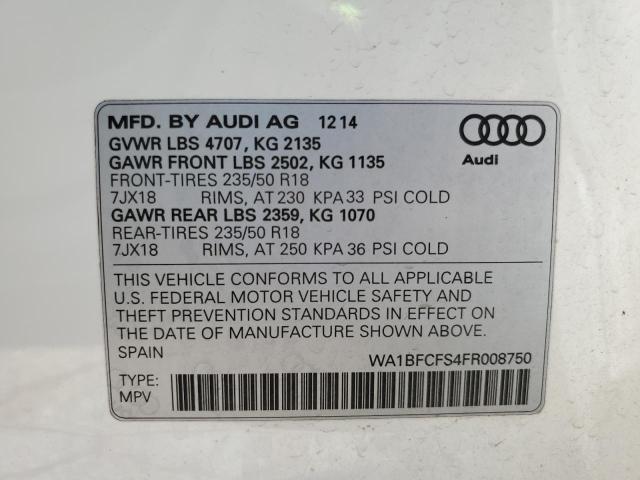 MFD. BY AUDI AG 12 14
GVWR LBS 4707, KG 2135
GAWR FRONT LBS 2502, KG 1135
FRONT-TIRES 235/50 R18
7JX18 RIMS, AT 230 KPA 33 PSI COLD
GAWR REAR LBS 2359, KG 1070
REAR-TIRES 235/50 R18
7JX18 RIMS, AT 250 KPA 36 PSI COLD
Audi
THIS VEHICLE CONFORMS TO ALL APPLICABLE
U.S. FEDERAL MOTOR VEHICLE SAFETY AND
THEFT PREVENTION STANDARDS IN EFFECT ON
THE DATE OF MANUFACTURE SHOWN ABOVE.
SPAIN WA1BFCFS4FR008750
TYPE:
MPV